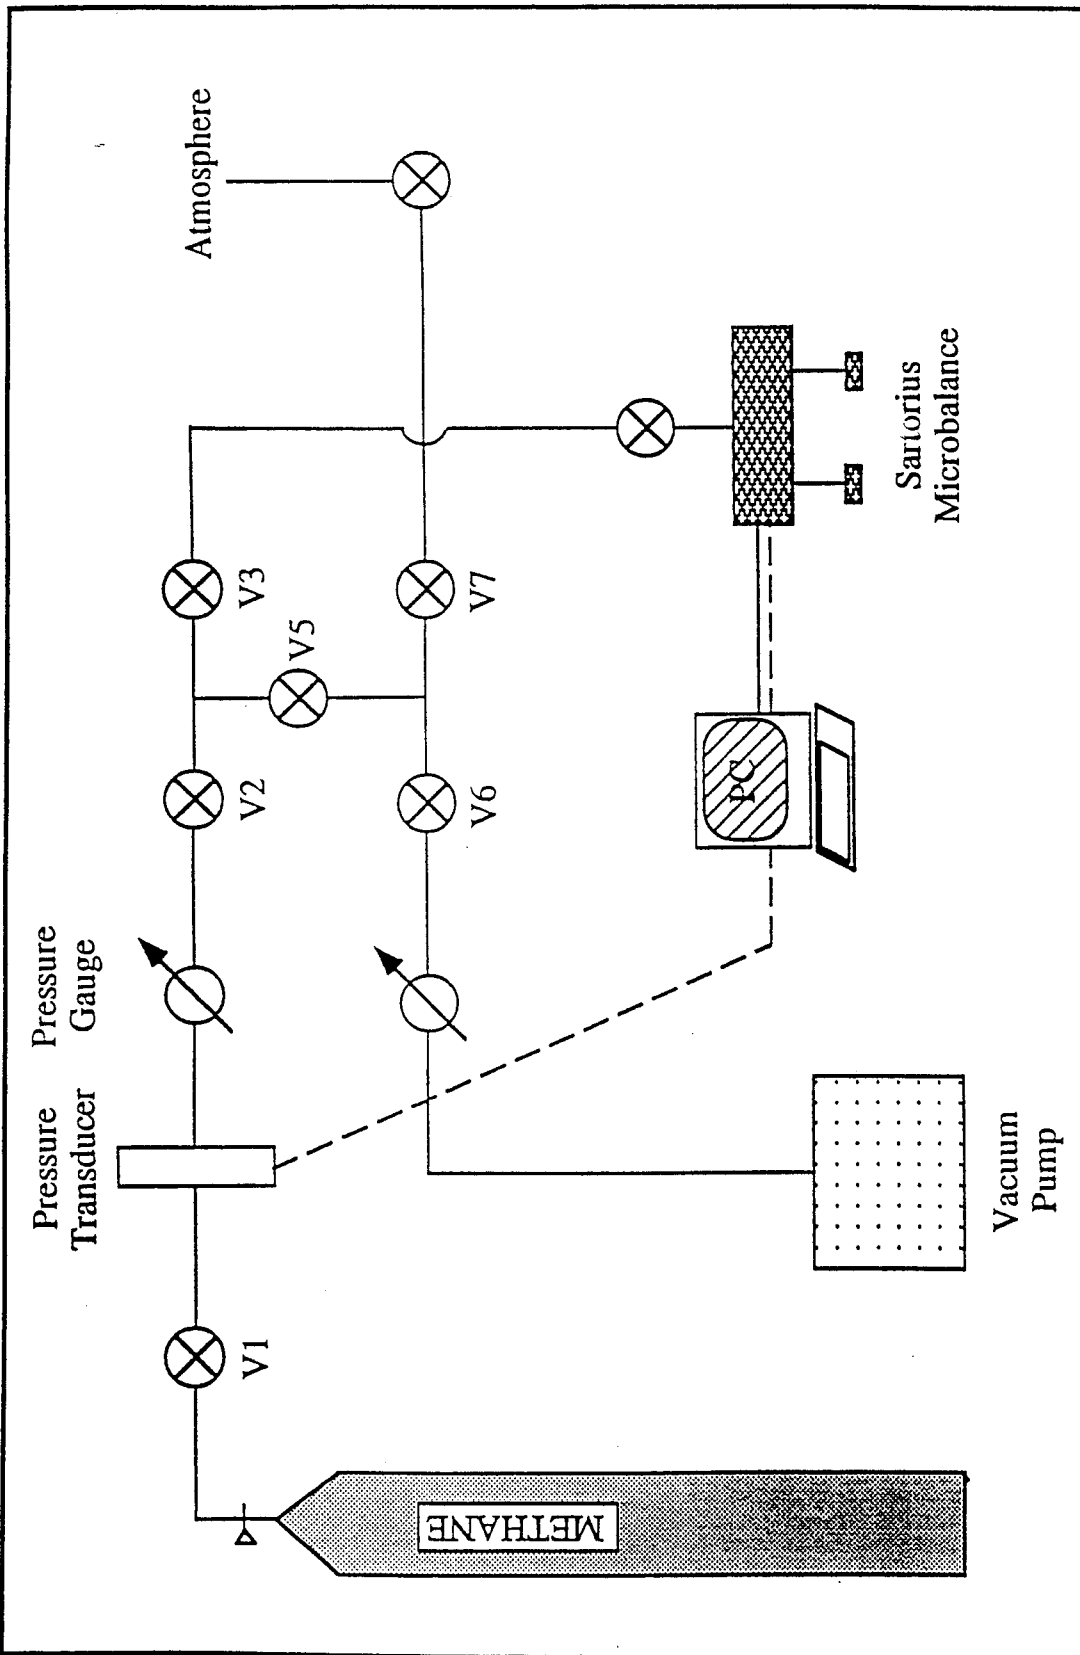 Atmosphere
Pressure
Gauge
Pressure
Transducer
V1
V2
V3
V5
V6
V7
METHANE
PC
Vacuum
Pump
Sartorius
Microbalance